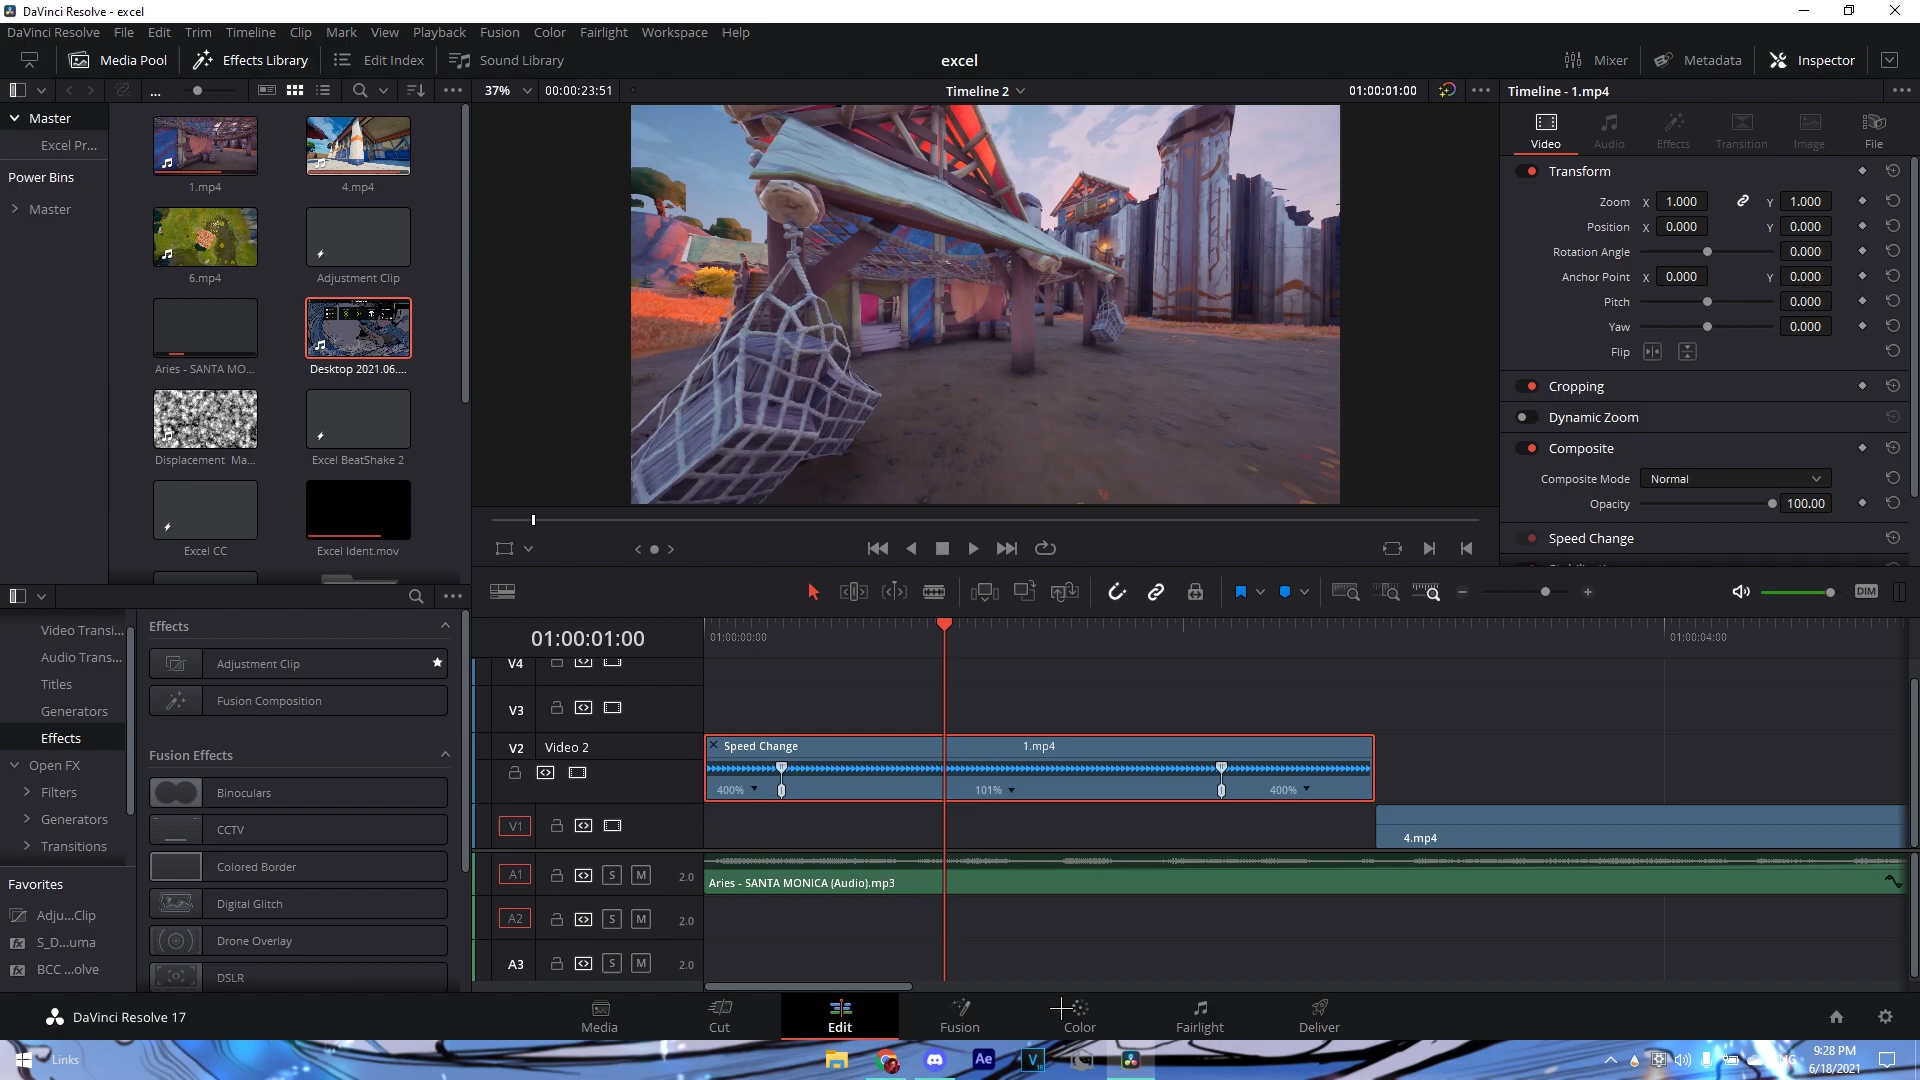 DaVinci Resolve - excel
DaVinci Resolve File Edit Trim Timeline Clip Mark View Playback Fusion Color Fairlight Workspace Help
Media Pool Effects Library Edit Index Sound Library excel Mixer Metadata Inspector
... 37% 00:00:23:51 Timeline 2 01:00:01:00 Timeline - 1.mp4
Master
Excel Pr...
Power Bins
Master
1.mp4 4.mp4
6.mp4 Adjustment Clip
Aries - SANTA MO... Desktop 2021.06....
Displacement Ma... Excel BeatShake 2
Excel CC Excel Ident.mov
Video Audio Effects Transition Image File
Transform
Zoom X 1.000 Y 1.000
Position X 0.000 Y 0.000
Rotation Angle 0.000
Anchor Point X 0.000 Y 0.000
Pitch 0.000
Yaw 0.000
Flip
Cropping
Dynamic Zoom
Composite
Composite Mode Normal
Opacity 100.00
Speed Change
DIM
Video Transi...
Audio Trans...
Titles
Generators
Effects
Open FX
Filters
Generators
Transitions
Favorites
Adju...Clip
S_D...uma
BCC ...olve
Effects
Adjustment Clip
Fusion Composition
Fusion Effects
Binoculars
CCTV
Colored Border
Digital Glitch
Drone Overlay
DSLR
01:00:01:00 01:00:00:00 01:00:04:00
V4
V3
V2 Video 2 Speed Change 1.mp4
400% 101% 400%
V1 4.mp4
A1 S M 2.0 Aries - SANTA MONICA (Audio).mp3
A2 S M 2.0
A3 S M 2.0
DaVinci Resolve 17 Media Cut Edit Fusion Color Fairlight Deliver
Links Ae V 18 9:28 PM
6/18/2021